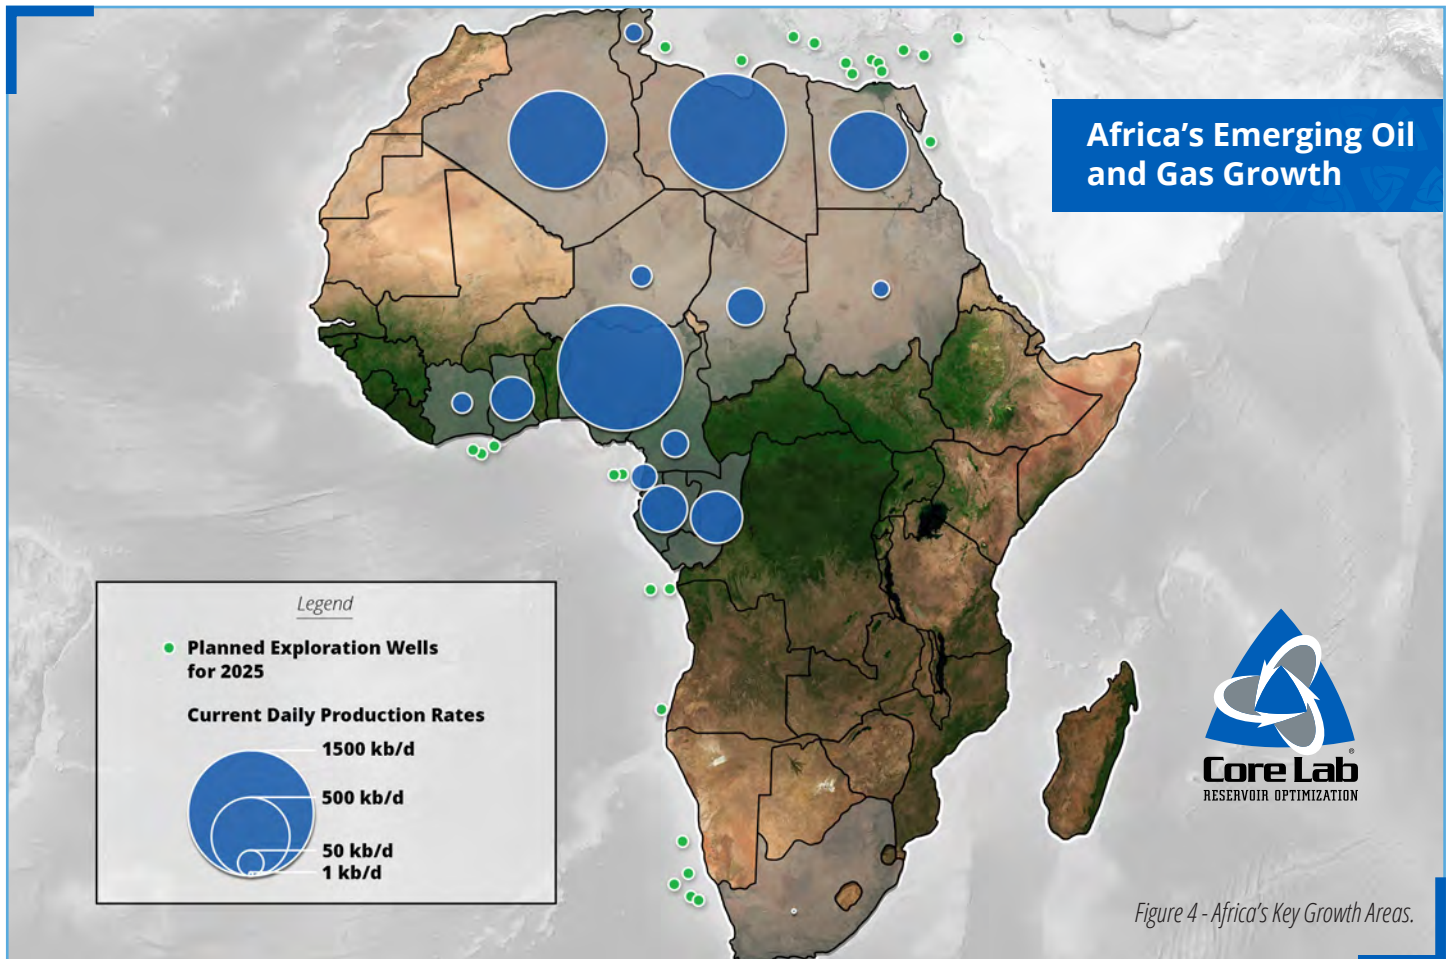 Africa's Emerging Oil
and Gas Growth
Legend
Planned Exploration Wells
for 2025
Current Daily Production Rates
1500 kb/d
500 kb/d
50 kb/d
1 kb/d
®
Core Lab
RESERVOIR OPTIMIZATION
Figure 4 - Africa's Key Growth Areas.